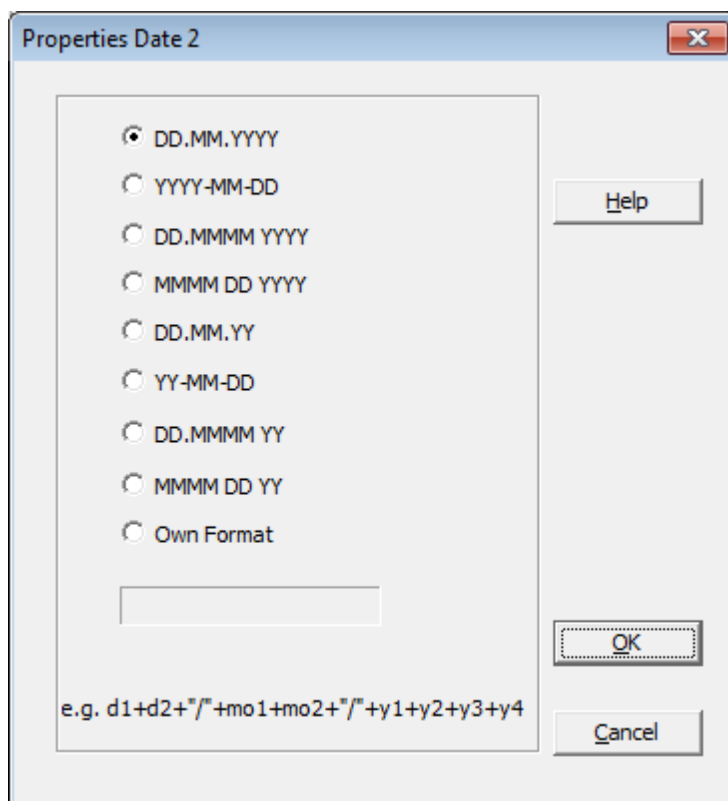 Properties Date 2
DD.MM.YYYY
YYYY-MM-DD
DD.MMMM YYYY
MMMM DD YYYY
DD.MM.YY
YY-MM-DD
DD.MMMM YY
MMMM DD YY
Own Format
e.g. d1+d2+"/"+mo1+mo2+"/"+y1+y2+y3+y4
Help
OK
Cancel